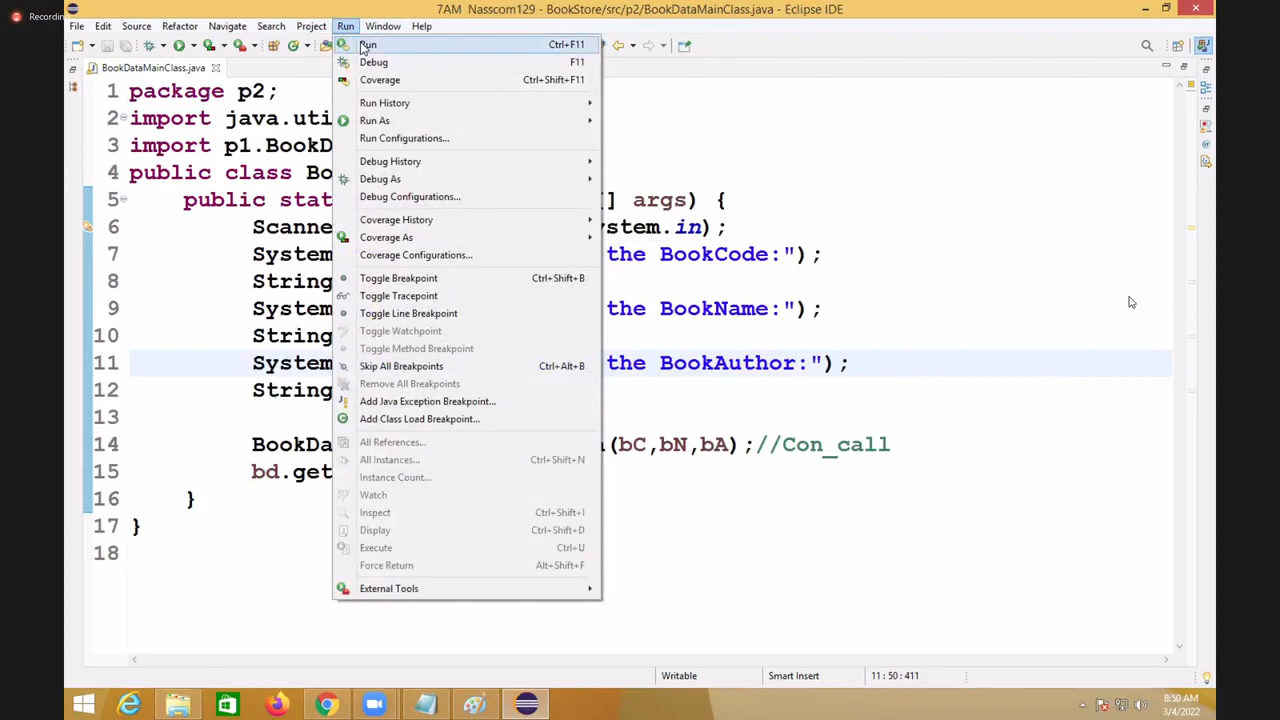 Recording
7AM Nasscom129 - BookStore/src/p2/BookDataMainClass.java - Eclipse IDE
File Edit Source Refactor Navigate Search Project Run Window Help
BookDataMainClass.java
Run Ctrl+F11
Debug F11
Coverage Ctrl+Shift+F11
Run History
Run As
Run Configurations...
Debug History
Debug As
Debug Configurations...
Coverage History
Coverage As
Coverage Configurations...
Toggle Breakpoint Ctrl+Shift+B
Toggle Tracepoint
Toggle Line Breakpoint
Toggle Watchpoint
Toggle Method Breakpoint
Skip All Breakpoints Ctrl+Alt+B
Remove All Breakpoints
Add Java Exception Breakpoint...
Add Class Load Breakpoint...
All References...
All Instances... Ctrl+Shift+N
Instance Count...
Watch
Inspect Ctrl+Shift+I
Display Ctrl+Shift+D
Execute Ctrl+U
Force Return Alt+Shift+F
External Tools
1 package p2;
2 import java.uti
3 import p1.BookD
4 public class Bo
5 public stat [] args) {
6 Scanne ystem.in);
7 System the BookCode:");
8 String
9 System the BookName:");
10 String
11 System the BookAuthor:");
12 String
13
14 BookDa (bC,bN,bA);//Con_call
15 bd.get
16 }
17 }
18
Writable Smart Insert 11 : 50 : 411
8:50 AM
3/4/2022